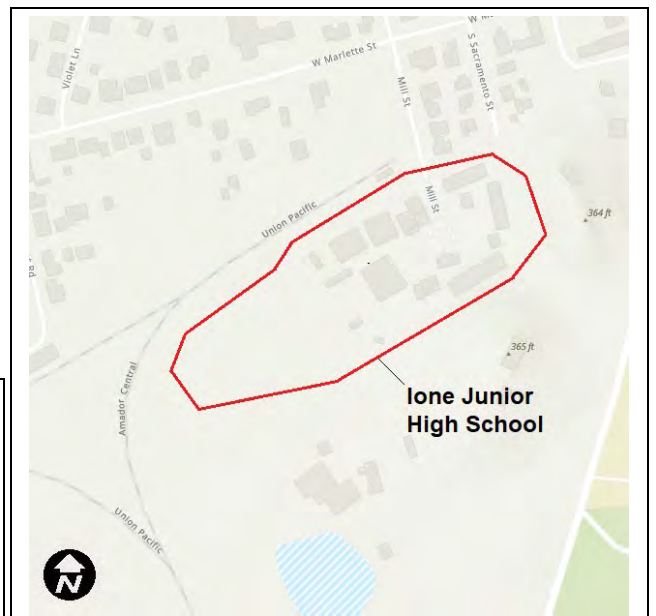 W Marlette St
W M
S Sacramento St
Violet Ln
Mill St
Mill St
Union Pacific
364 ft
Rd
365 ft
Amador Central
Ione Junior
High School
Union Pacific
N